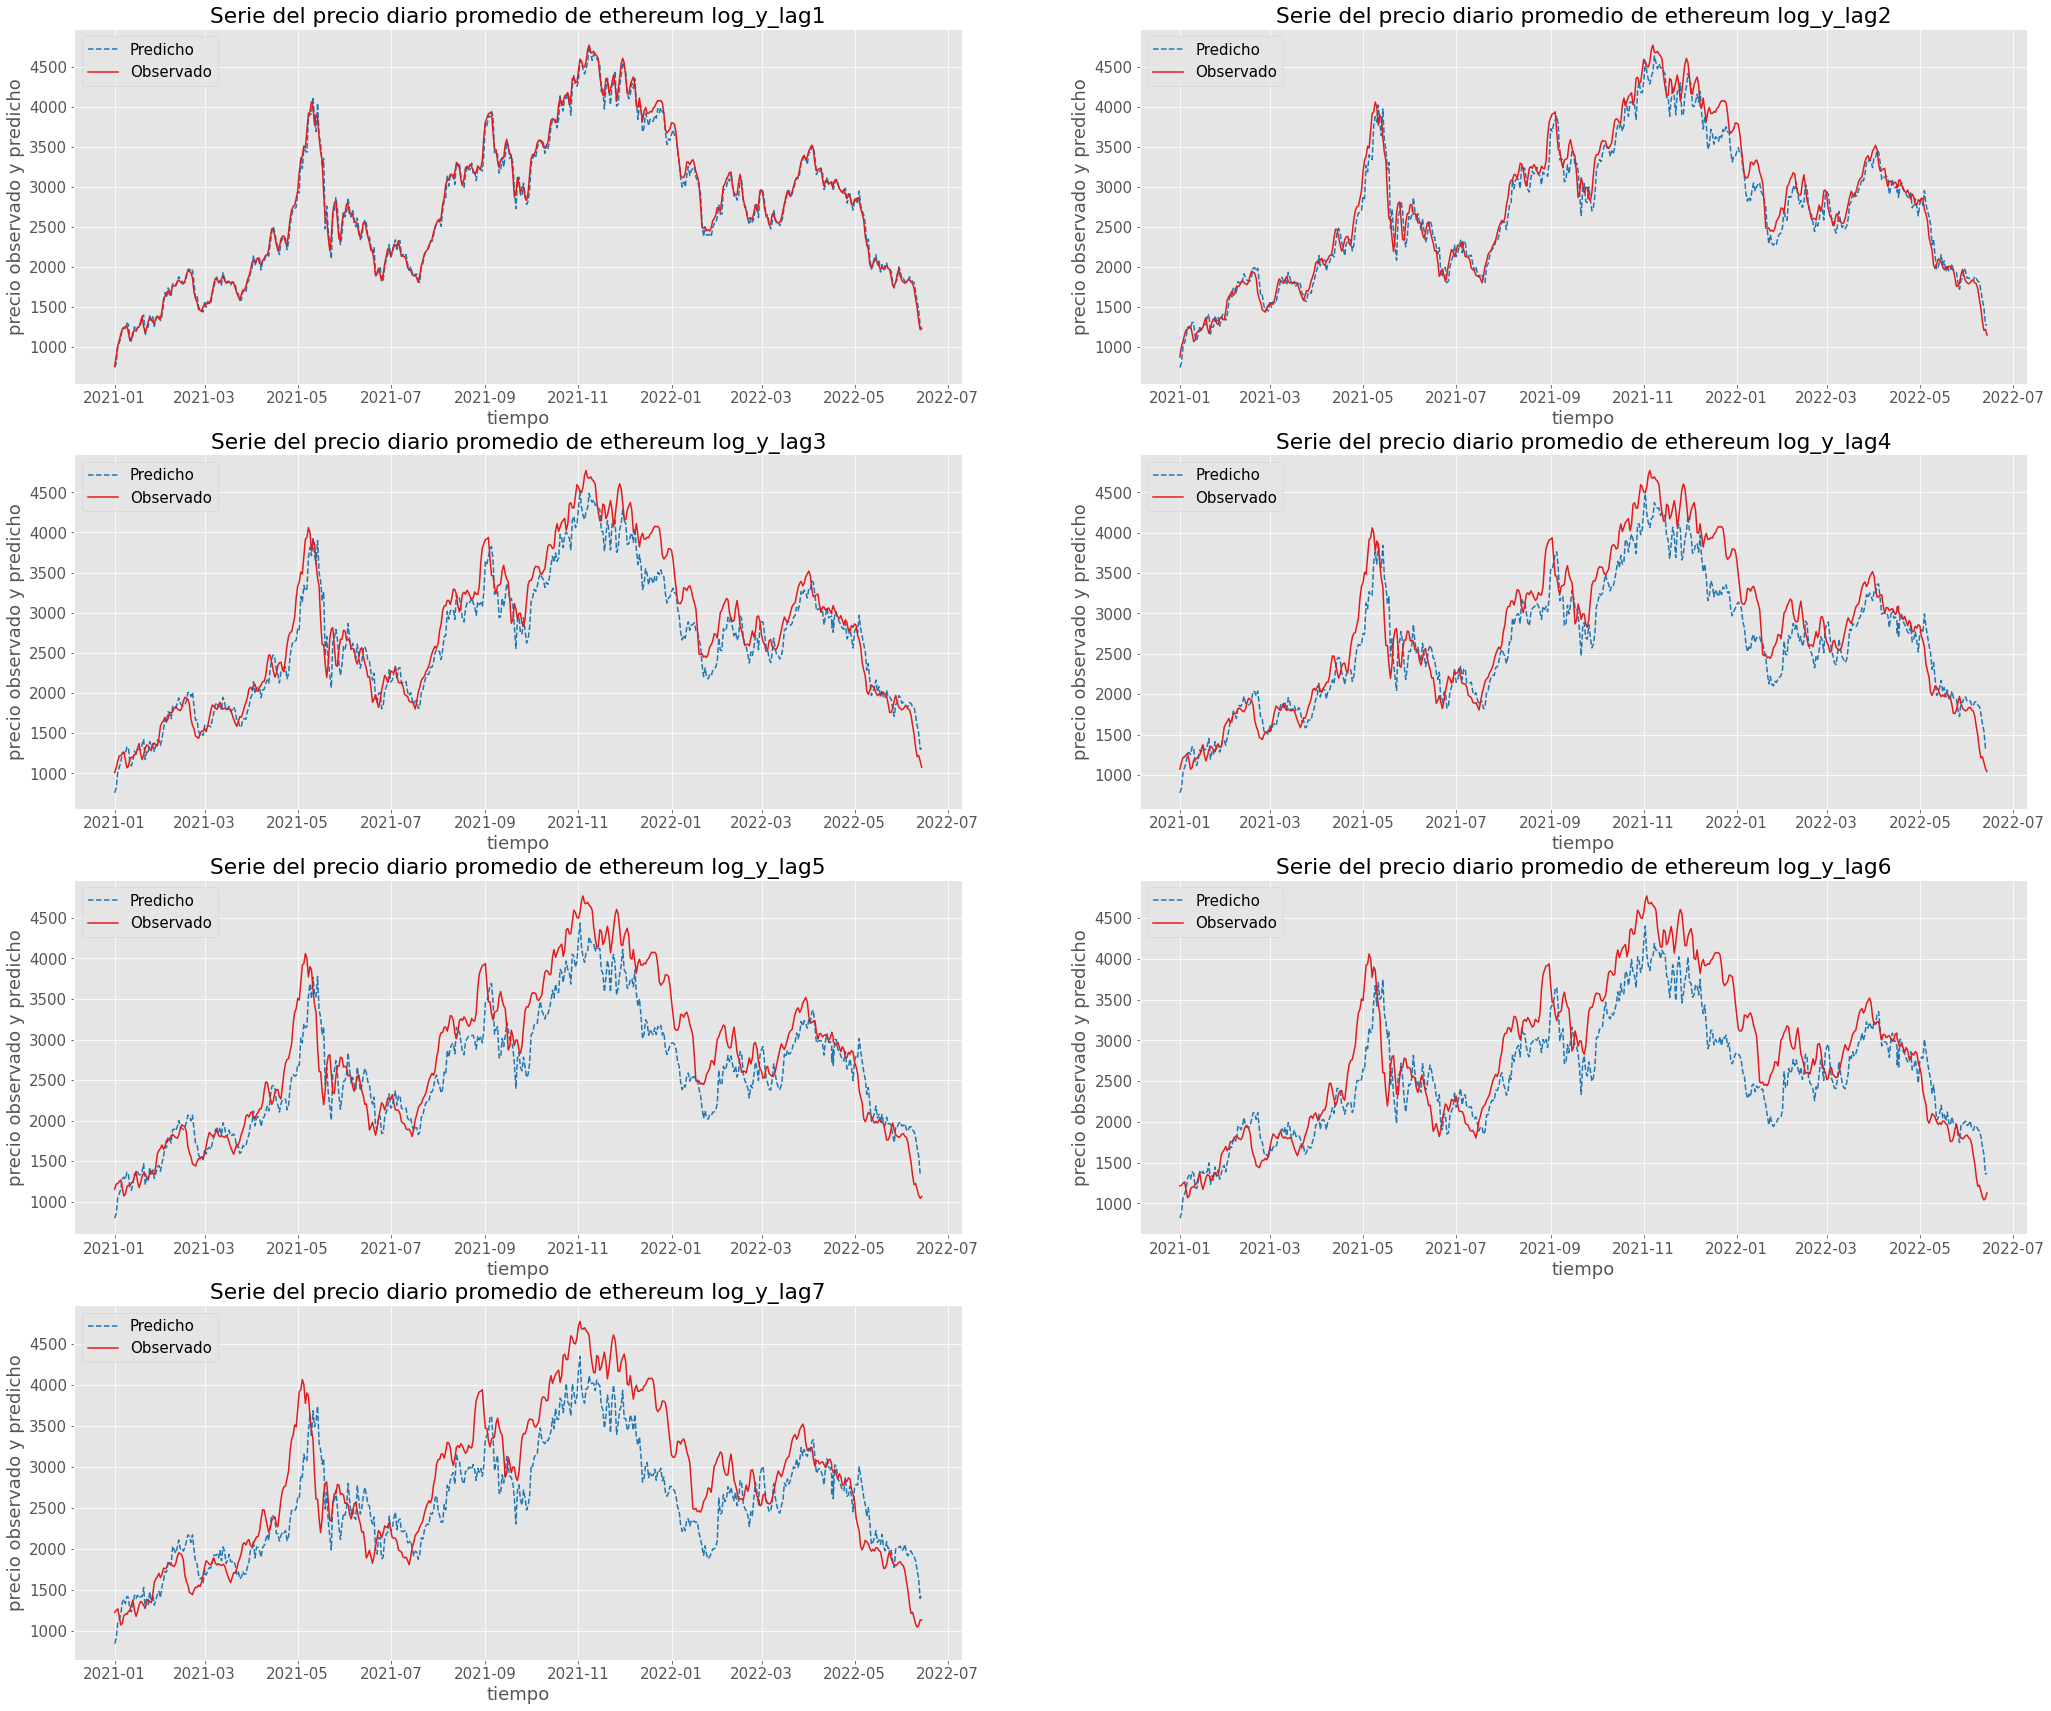 Serie del precio diario promedio de ethereum log_y_lag1
Predicho
Observado
precio observado y predicho
4500
4000
3500
3000
2500
2000
1500
1000
2021-01 2021-03 2021-05 2021-07 2021-09 2021-11 2022-01 2022-03 2022-05 2022-07
tiempo
Serie del precio diario promedio de ethereum log_y_lag2
Predicho
Observado
precio observado y predicho
4500
4000
3500
3000
2500
2000
1500
1000
2021-01 2021-03 2021-05 2021-07 2021-09 2021-11 2022-01 2022-03 2022-05 2022-07
tiempo
Serie del precio diario promedio de ethereum log_y_lag3
Predicho
Observado
precio observado y predicho
4500
4000
3500
3000
2500
2000
1500
1000
2021-01 2021-03 2021-05 2021-07 2021-09 2021-11 2022-01 2022-03 2022-05 2022-07
tiempo
Serie del precio diario promedio de ethereum log_y_lag4
Predicho
Observado
precio observado y predicho
4500
4000
3500
3000
2500
2000
1500
1000
2021-01 2021-03 2021-05 2021-07 2021-09 2021-11 2022-01 2022-03 2022-05 2022-07
tiempo
Serie del precio diario promedio de ethereum log_y_lag5
Predicho
Observado
precio observado y predicho
4500
4000
3500
3000
2500
2000
1500
1000
2021-01 2021-03 2021-05 2021-07 2021-09 2021-11 2022-01 2022-03 2022-05 2022-07
tiempo
Serie del precio diario promedio de ethereum log_y_lag6
Predicho
Observado
precio observado y predicho
4500
4000
3500
3000
2500
2000
1500
1000
2021-01 2021-03 2021-05 2021-07 2021-09 2021-11 2022-01 2022-03 2022-05 2022-07
tiempo
Serie del precio diario promedio de ethereum log_y_lag7
Predicho
Observado
precio observado y predicho
4500
4000
3500
3000
2500
2000
1500
1000
2021-01 2021-03 2021-05 2021-07 2021-09 2021-11 2022-01 2022-03 2022-05 2022-07
tiempo